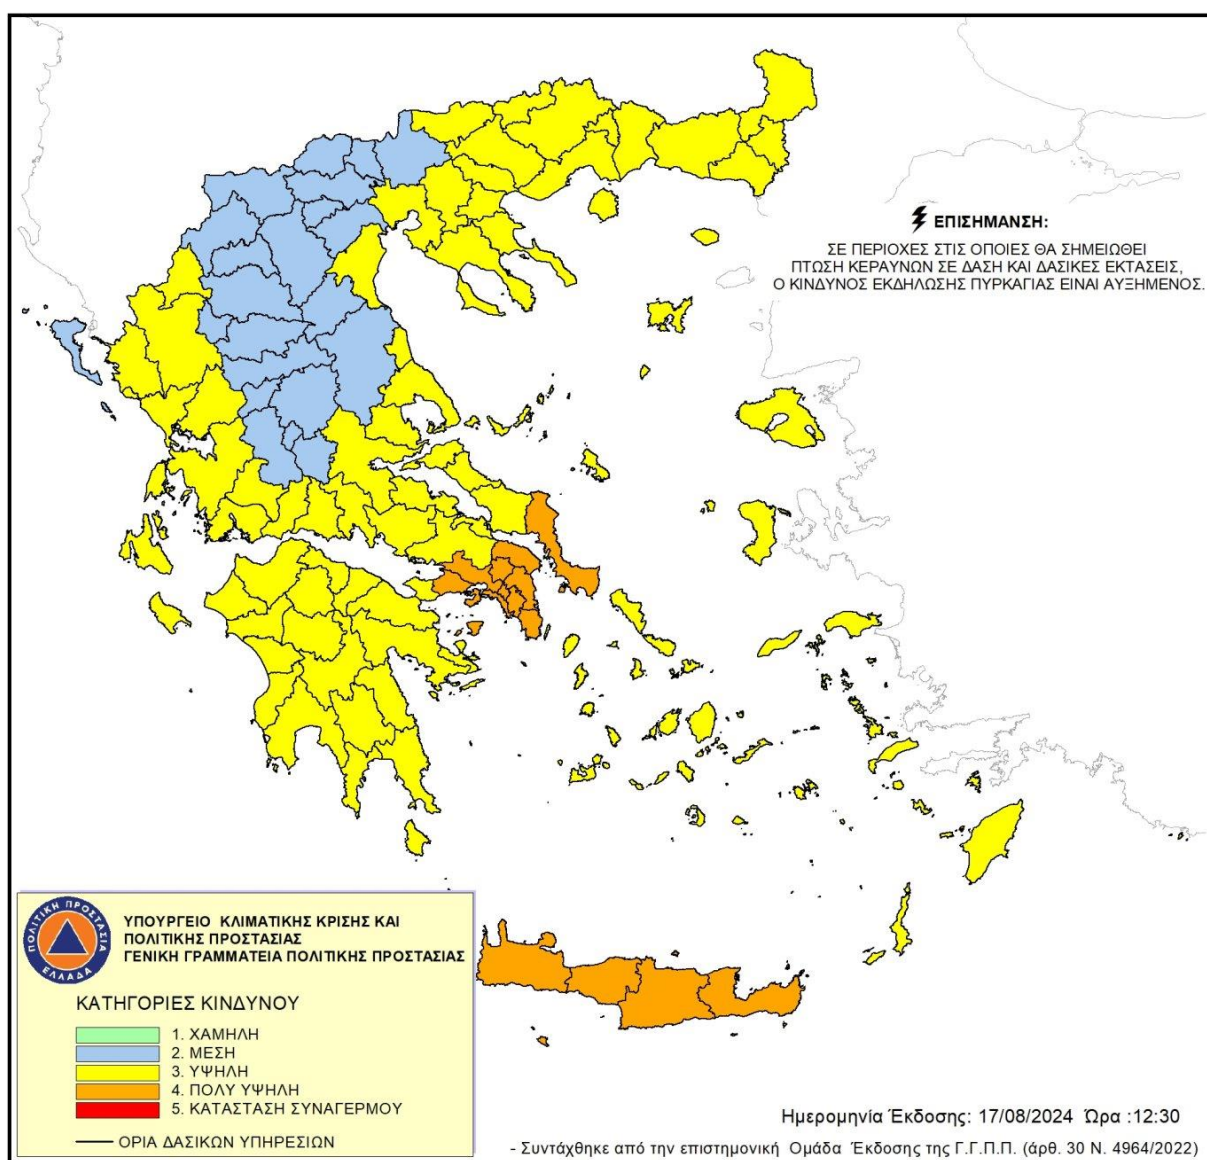 ΕΠΙΣΗΜΑΝΣΗ:
ΣΕ ΠΕΡΙΟΧΕΣ ΣΤΙΣ ΟΠΟΙΕΣ ΘΑ ΣΗΜΕΙΩΘΕΙ
ΠΤΩΣΗ ΚΕΡΑΥΝΩΝ ΣΕ ΔΑΣΗ ΚΑΙ ΔΑΣΙΚΕΣ ΕΚΤΑΣΕΙΣ,
Ο ΚΙΝΔΥΝΟΣ ΕΚΔΗΛΩΣΗΣ ΠΥΡΚΑΓΙΑΣ ΕΙΝΑΙ ΑΥΞΗΜΕΝΟΣ.
ΠΟΛΙΤΙΚΗ ΠΡΟΣΤΑΣΙΑ
ΕΛΛΑΔΑ
ΥΠΟΥΡΓΕΙΟ ΚΛΙΜΑΤΙΚΗΣ ΚΡΙΣΗΣ ΚΑΙ
ΠΟΛΙΤΙΚΗΣ ΠΡΟΣΤΑΣΙΑΣ
ΓΕΝΙΚΗ ΓΡΑΜΜΑΤΕΙΑ ΠΟΛΙΤΙΚΗΣ ΠΡΟΣΤΑΣΙΑΣ
ΚΑΤΗΓΟΡΙΕΣ ΚΙΝΔΥΝΟΥ
1. ΧΑΜΗΛΗ
2. ΜΕΣΗ
3. ΥΨΗΛΗ
4. ΠΟΛΥ ΥΨΗΛΗ
5. ΚΑΤΑΣΤΑΣΗ ΣΥΝΑΓΕΡΜΟΥ
ΟΡΙΑ ΔΑΣΙΚΩΝ ΥΠΗΡΕΣΙΩΝ
Ημερομηνία Έκδοσης: 17/08/2024 Ώρα :12:30
- Συντάχθηκε από την επιστημονική Ομάδα Έκδοσης της Γ.Γ.Π.Π. (άρθ. 30 Ν. 4964/2022)